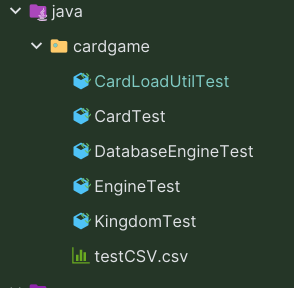 java
cardgame
CardLoadUtilTest
CardTest
DatabaseEngineTest
EngineTest
KingdomTest
testCSV.csv